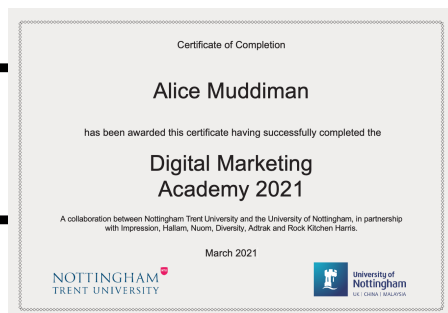 Certificate of Completion
Alice Muddiman
has been awarded this certificate having successfully completed the
Digital Marketing
Academy 2021
A collaboration between Nottingham Trent University and the University of Nottingham, in partnership
with Impression, Hallam, Nuom, Diversity, Adtrak and Rock Kitchen Harris.
March 2021
NOTTINGHAM
TRENT UNIVERSITY
University of
Nottingham
UK | CHINA | MALAYSIA